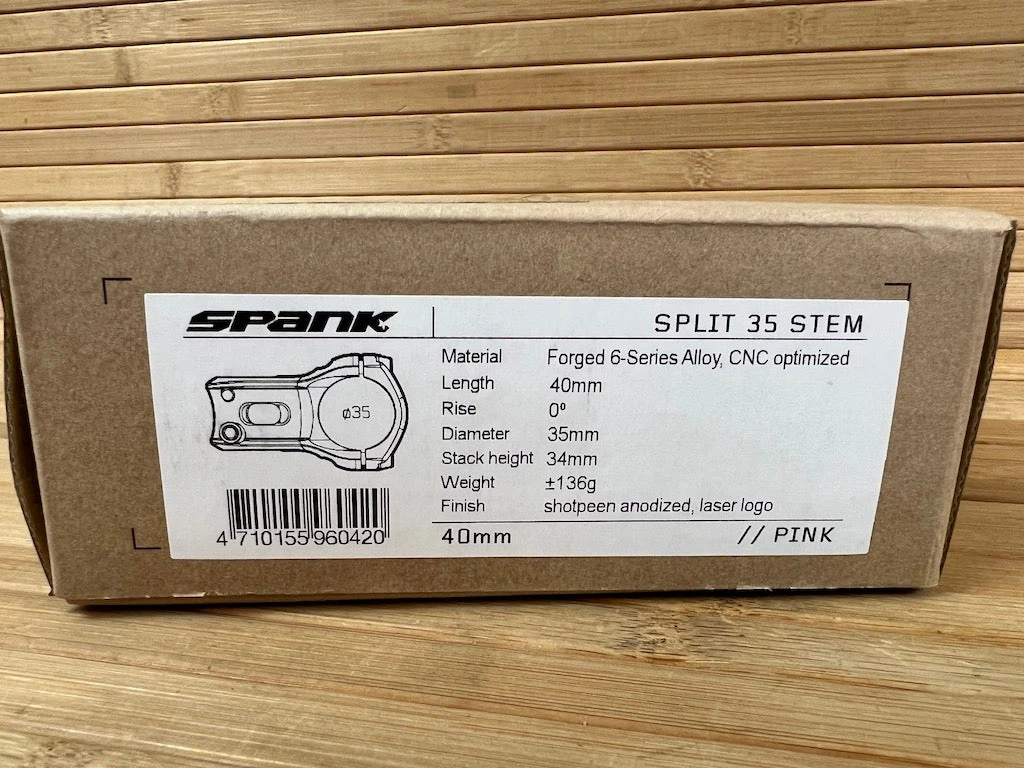 SPANK
SPLIT 35 STEM
Material Forged 6-Series Alloy, CNC optimized
Length 40mm
Rise 0º
Diameter 35mm
Stack height 34mm
Weight ±136g
Finish shotpeen anodized, laser logo
ø35
4 710155 960420
40mm // PINK